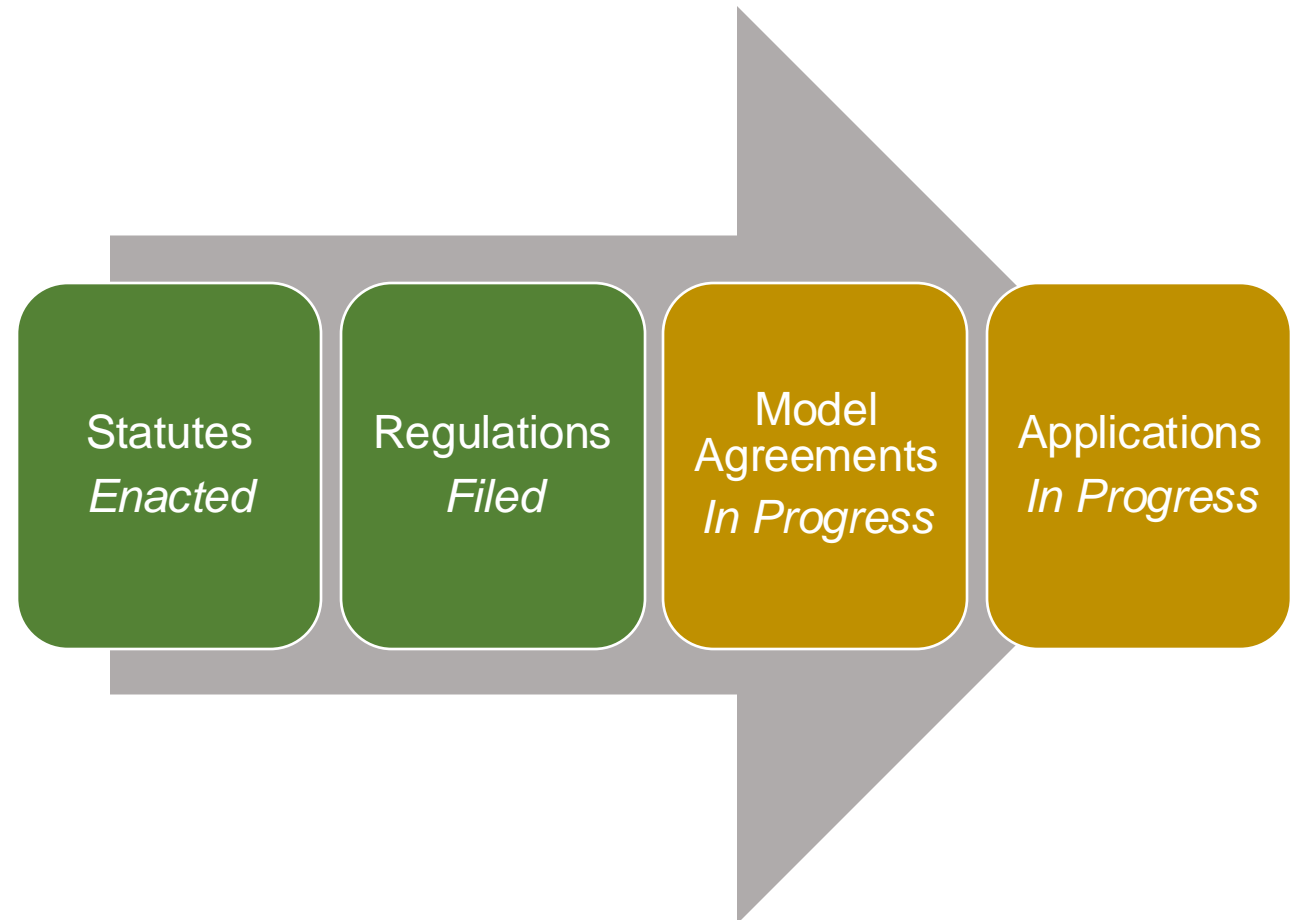 Statutes
Enacted
Regulations
Filed
Model
Agreements
In Progress
Applications
In Progress